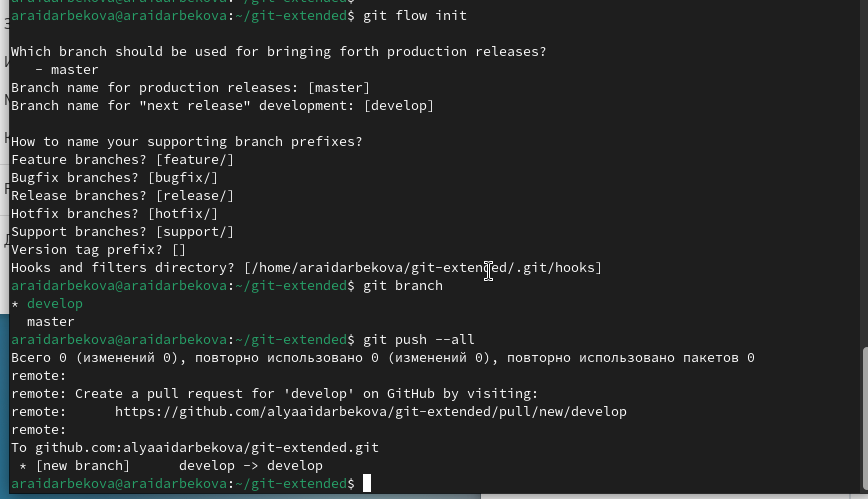 araidarbekova@araidarbekova:~/git-extended$ git flow init

Which branch should be used for bringing forth production releases?
   - master
Branch name for production releases: [master]
Branch name for "next release" development: [develop]

How to name your supporting branch prefixes?
Feature branches? [feature/]
Bugfix branches? [bugfix/]
Release branches? [release/]
Hotfix branches? [hotfix/]
Support branches? [support/]
Version tag prefix? []
Hooks and filters directory? [/home/araidarbekova/git-extended/.git/hooks]
araidarbekova@araidarbekova:~/git-extended$ git branch
* develop
  master
araidarbekova@araidarbekova:~/git-extended$ git push --all
Всего 0 (изменений 0), повторно использовано 0 (изменений 0), повторно использовано пакетов 0
remote:
remote: Create a pull request for 'develop' on GitHub by visiting:
remote:      https://github.com/alyaaidarbekova/git-extended/pull/new/develop
remote:
To github.com:alyaaidarbekova/git-extended.git
 * [new branch]      develop -> develop
araidarbekova@araidarbekova:~/git-extended$